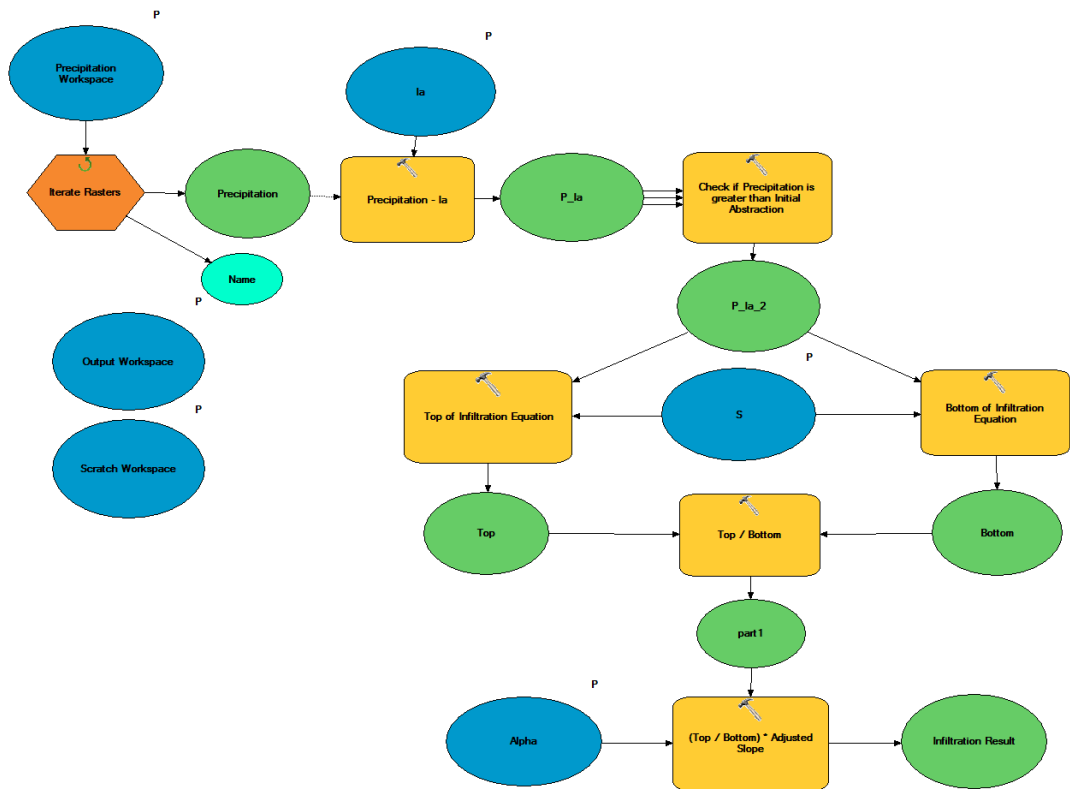 P
Precipitation
Workspace
P
Ia
Iterate Rasters
Precipitation
Precipitation - Ia
P_Ia
Check if Precipitation is
greater than Initial
Abstraction
Name
P
Output Workspace
P_Ia_2
P
Top of Infiltration Equation
S
Bottom of Infiltration
Equation
P
Scratch Workspace
Top
Top / Bottom
Bottom
part1
P
Alpha
(Top / Bottom) * Adjusted
Slope
Infiltration Result